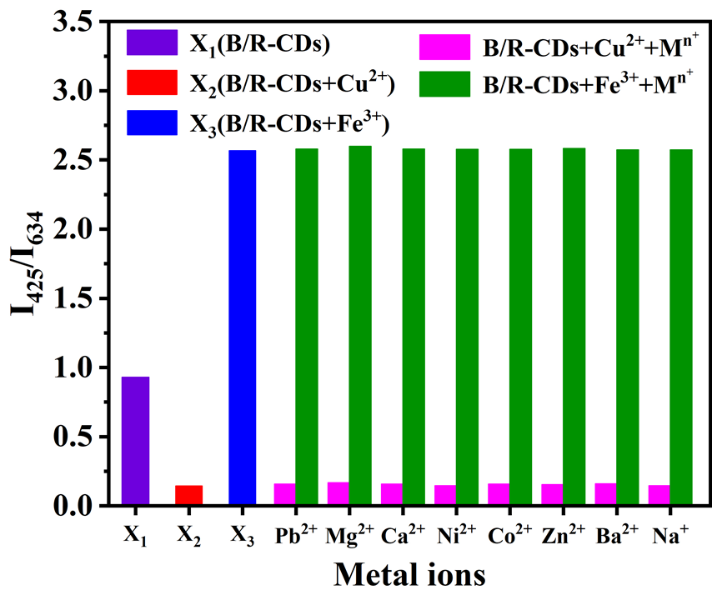 3.5
3.0
2.5
2.0
1.5
1.0
0.5
0.0
I₄₂₅/I₆₃₄
X₁(B/R-CDs)
X₂(B/R-CDs+Cu²⁺)
X₃(B/R-CDs+Fe³⁺)
B/R-CDs+Cu²⁺+Mⁿ⁺
B/R-CDs+Fe³⁺+Mⁿ⁺
X₁ X₂ X₃ Pb²⁺ Mg²⁺ Ca²⁺ Ni²⁺ Co²⁺ Zn²⁺ Ba²⁺ Na⁺
Metal ions